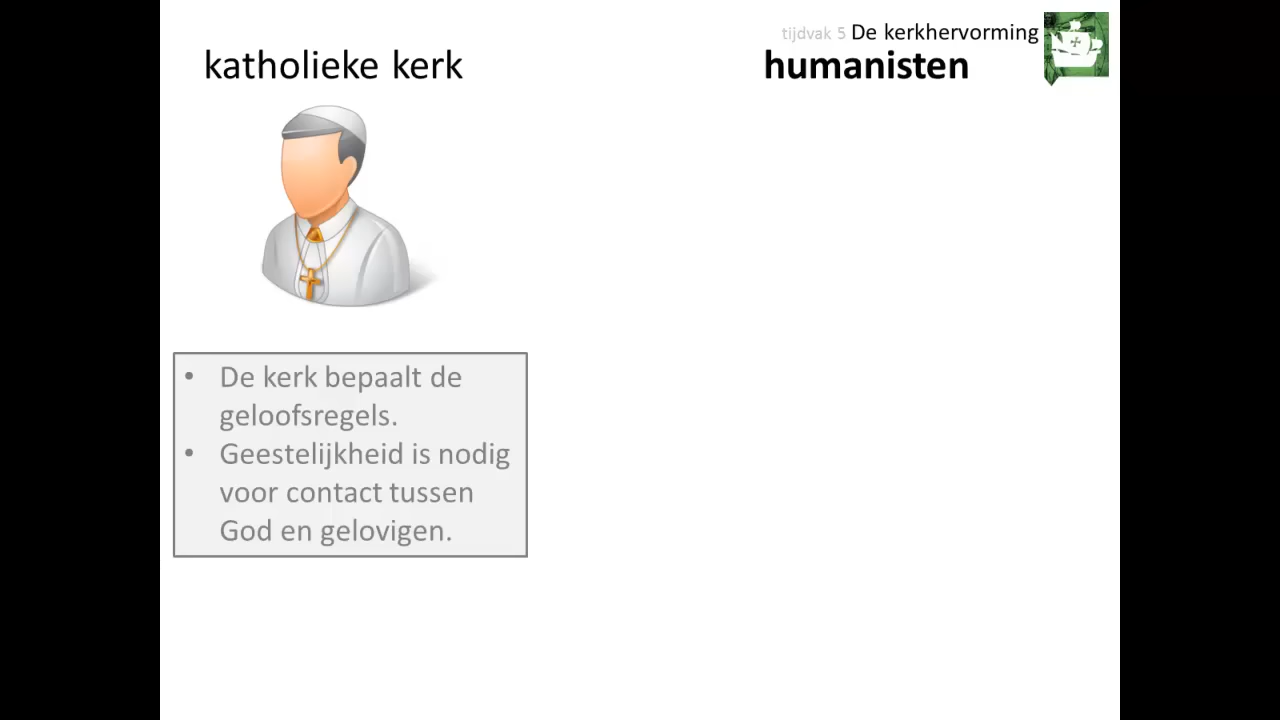 tijdvak 5 De kerkhervorming
katholieke kerk
humanisten
• De kerk bepaalt de
geloofsregels.
• Geestelijkheid is nodig
voor contact tussen
God en gelovigen.